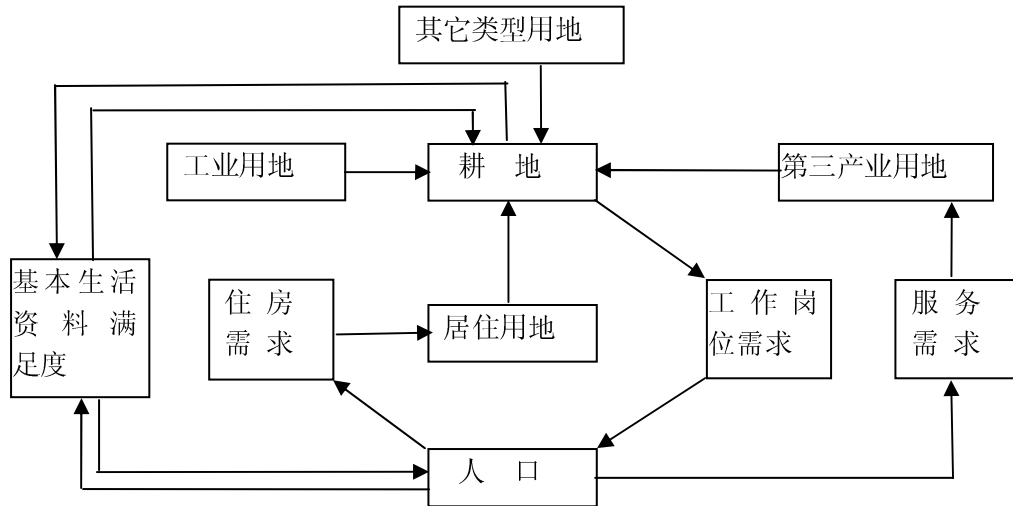 其它类型用地
工业用地
耕 地
第三产业用地
基本生活
资料满
足度
住房
需求
居住用地
工作岗
位需求
服务
需求
人 口